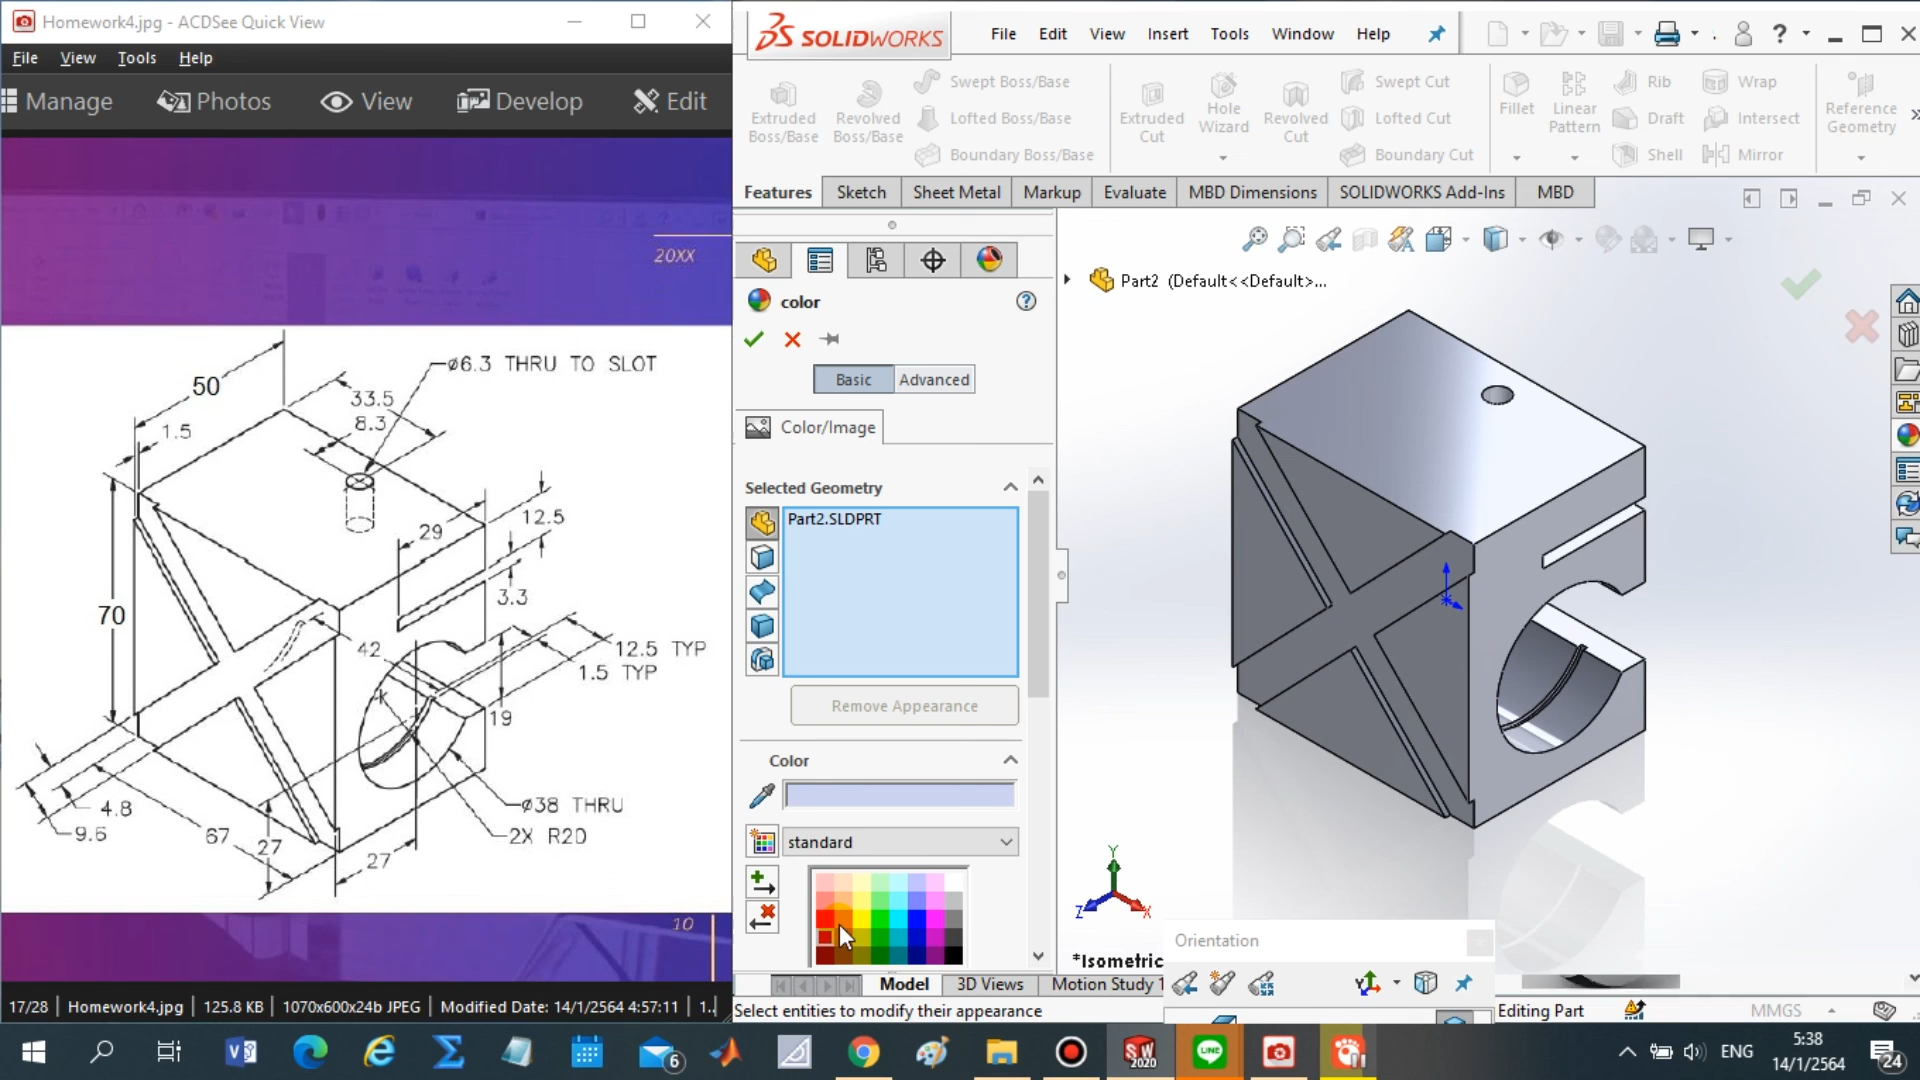 Homework4.jpg - ACDSee Quick View
File View Tools Help
Manage Photos View Develop Edit
20XX
ø6.3 THRU TO SLOT
50
33.5
8.3
1.5
29
12.5
3.3
70
42
12.5 TYP
1.5 TYP
19
4.8
9.6
67
27
27
ø38 THRU
2X R20
10
17/28 Homework4.jpg 125.8 KB 1070x600x24b JPEG Modified Date: 14/1/2564 4:57:11 1..
SOLIDWORKS File Edit View Insert Tools Window Help
Extruded Boss/Base
Revolved Boss/Base
Swept Boss/Base
Lofted Boss/Base
Boundary Boss/Base
Extruded Cut
Hole Wizard
Revolved Cut
Swept Cut
Lofted Cut
Boundary Cut
Fillet
Linear Pattern
Rib
Draft
Shell
Wrap
Intersect
Mirror
Reference Geometry
Features Sketch Sheet Metal Markup Evaluate MBD Dimensions SOLIDWORKS Add-Ins MBD
Part2 (Default<<Default>...
color
Basic Advanced
Color/Image
Selected Geometry
Part2.SLDPRT
Remove Appearance
Color
standard
Y
Z
X
*Isometric
Orientation
Model 3D Views Motion Study 1
Select entities to modify their appearance
Editing Part
MMGS
6
SW 2020
LINE
ENG
5:38
14/1/2564
24